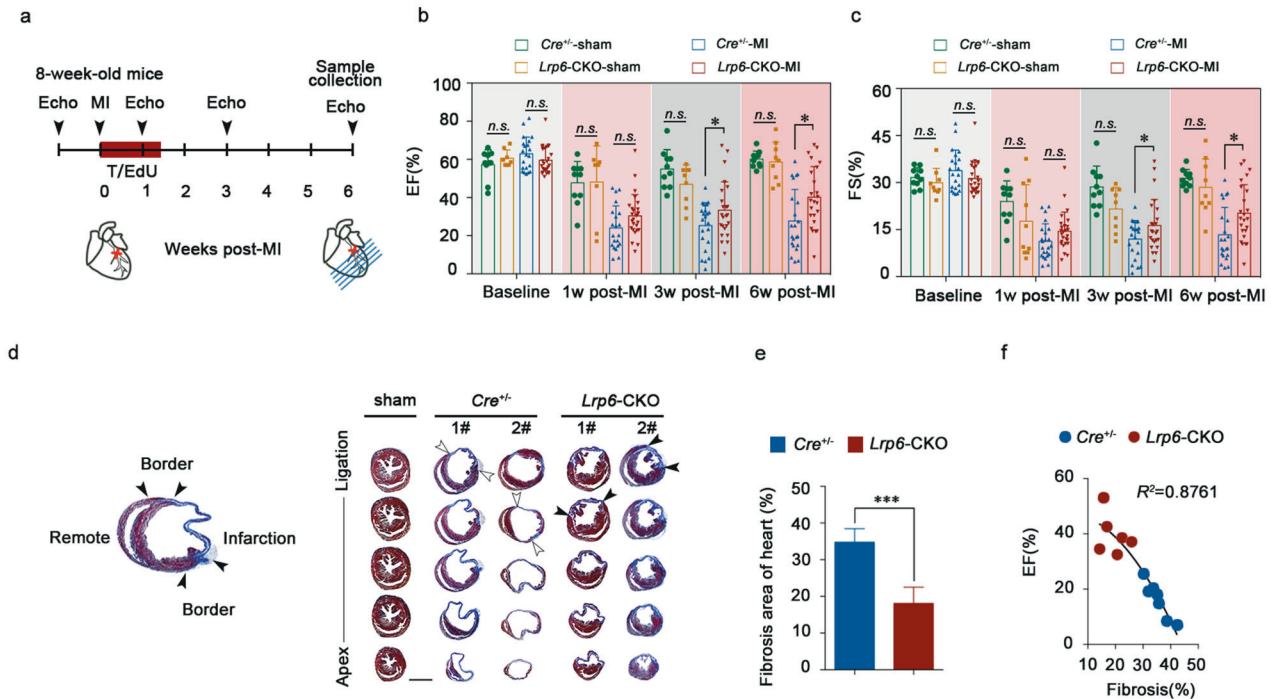 a
8-week-old mice
Sample
collection
Echo MI Echo Echo Echo
T/EdU
0 1 2 3 4 5 6
Weeks post-MI
b
Cre+/–-sham
Cre+/–-MI
Lrp6-CKO-sham
Lrp6-CKO-MI
EF(%)
100
80
60
40
20
0
n.s.
n.s.
n.s.
n.s.
*
n.s.
*
Baseline
1w post-MI
3w post-MI
6w post-MI
c
Cre+/–-sham
Cre+/–-MI
Lrp6-CKO-sham
Lrp6-CKO-MI
FS(%)
60
45
30
15
0
n.s.
n.s.
n.s.
n.s.
n.s.
*
n.s.
*
Baseline
1w post-MI
3w post-MI
6w post-MI
d
Border
Remote
Infarction
Border
sham
Cre+/–
Lrp6-CKO
1# 2# 1# 2#
Ligation
Apex
e
Cre+/–
Lrp6-CKO
Fibrosis area of heart (%)
50
40
30
20
10
0
***
f
Cre+/–
Lrp6-CKO
R²=0.8761
EF(%)
60
40
20
0
10 20 30 40 50
Fibrosis(%)